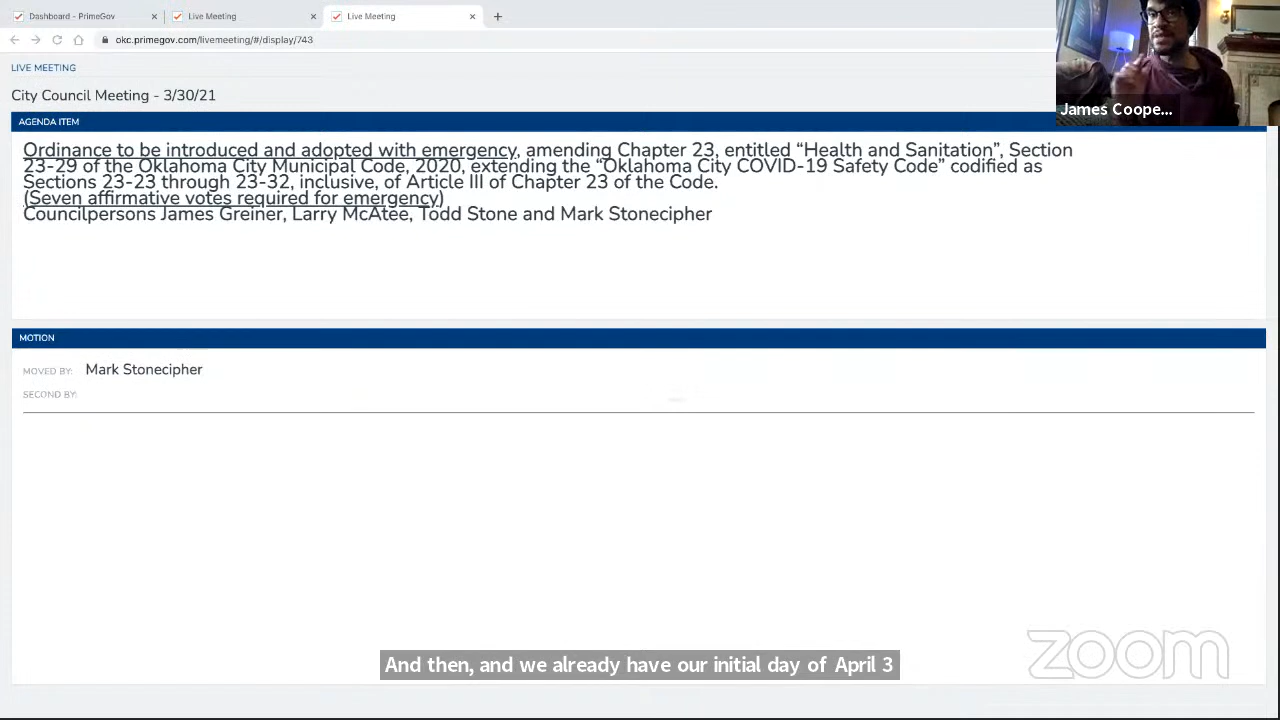 Dashboard - PrimeGov
Live Meeting
Live Meeting
okc.primegov.com/livemeeting/#/display/743
LIVE MEETING
City Council Meeting - 3/30/21
AGENDA ITEM
Ordinance to be introduced and adopted with emergency, amending Chapter 23, entitled “Health and Sanitation”, Section
23-29 of the Oklahoma City Municipal Code, 2020, extending the “Oklahoma City COVID-19 Safety Code” codified as
Sections 23-23 through 23-32, inclusive, of Article III of Chapter 23 of the Code.
(Seven affirmative votes required for emergency)
Councilpersons James Greiner, Larry McAtee, Todd Stone and Mark Stonecipher
MOTION
MOVED BY: Mark Stonecipher
SECOND BY:
James Coope...
And then, and we already have our initial day of April 3
zoom